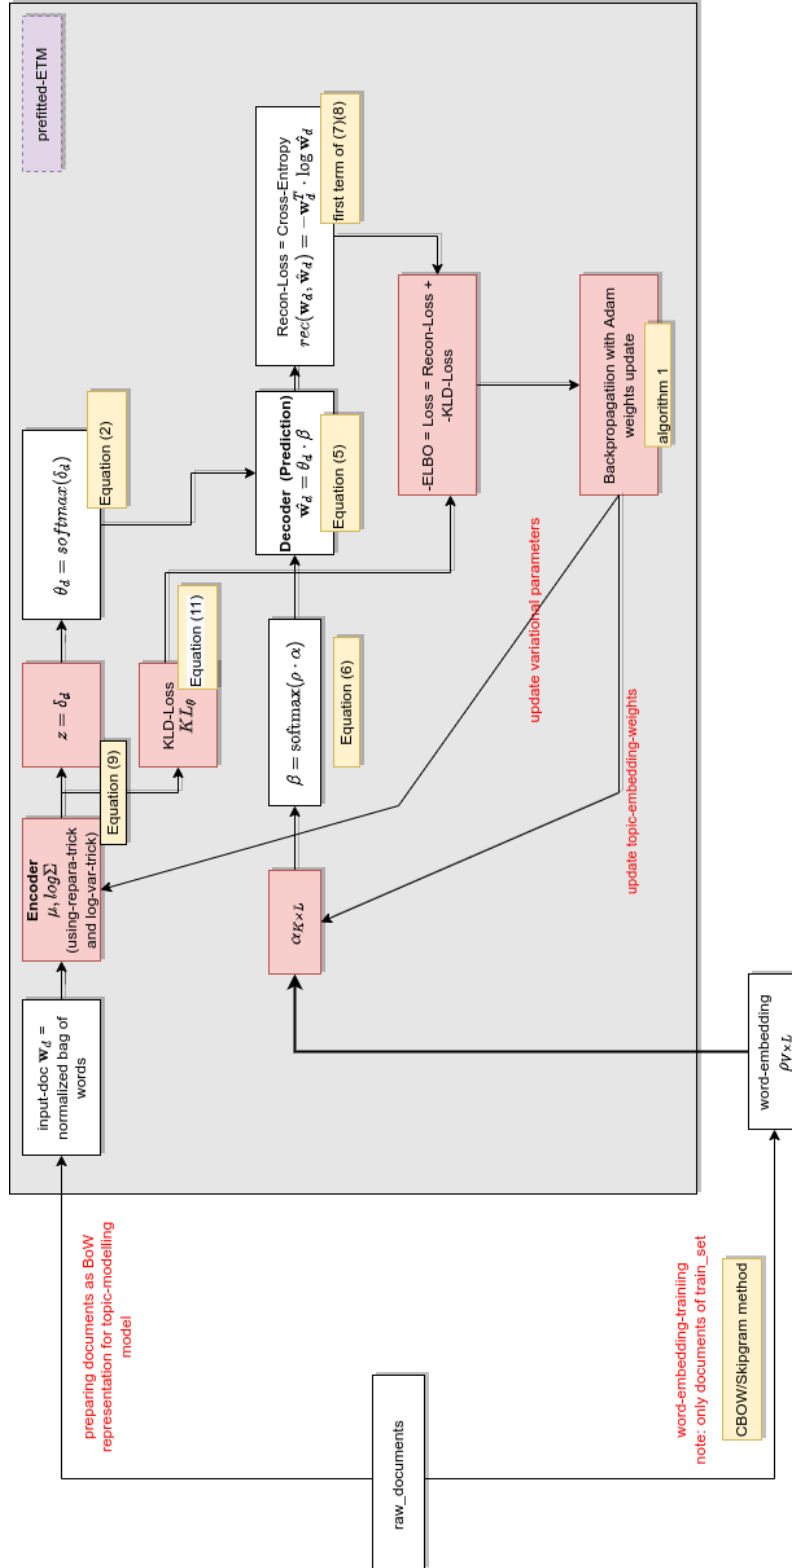 prefitted-ETM
raw_documents
preparing documents as BoW
representation for topic-modelling
model
input-doc w_d =
normalized bag of
words
Encoder
μ, logΣ
(using-repara-trick
and log-var-trick)
Equation (9)
z = δ_d
θ_d = softmax(δ_d)
Equation (2)
KLD-Loss
KL_θ
Equation (11)
word-embedding-trainiing
note: only documents of train_set
CBOW/Skipgram method
word-embedding
ρ_{V×L}
α_{K×L}
β = softmax(ρ · α)
Equation (6)
Decoder (Prediction)
ŵ_d = θ_d · β
Equation (5)
Recon-Loss = Cross-Entropy
rec(w_d, ŵ_d) = −w_d^T · log ŵ_d
first term of (7)(8)
-ELBO = Loss = Recon-Loss +
-KLD-Loss
Backpropagatiion with Adam
weights update
algorithm 1
update variational parameters
update topic-embedding-weights